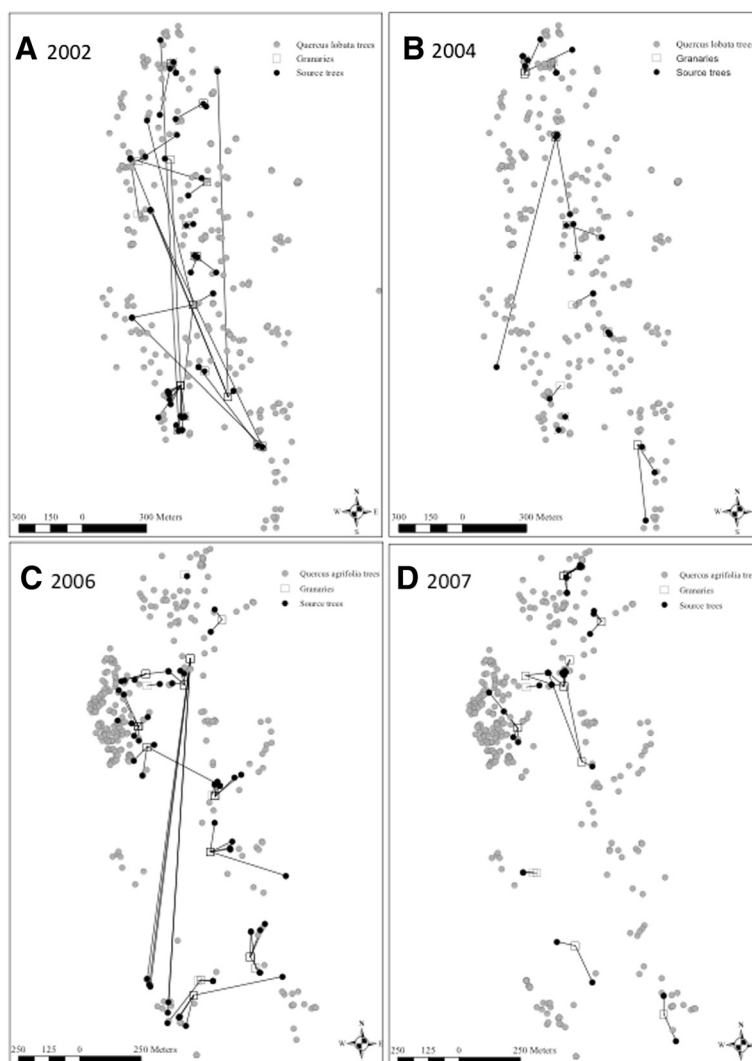 A 2002
Quercus lobata trees
Granaries
Source trees
N
W E
S
300 150 0 300 Meters
B 2004
Quercus lobata trees
Granaries
Source trees
N
W E
S
300 150 0 300 Meters
C 2006
Quercus agrifolia trees
Granaries
Source trees
N
W E
S
250 125 0 250 Meters
D 2007
Quercus agrifolia tre
Granaries
Source trees
N
W E
S
250 125 0 250 Meters